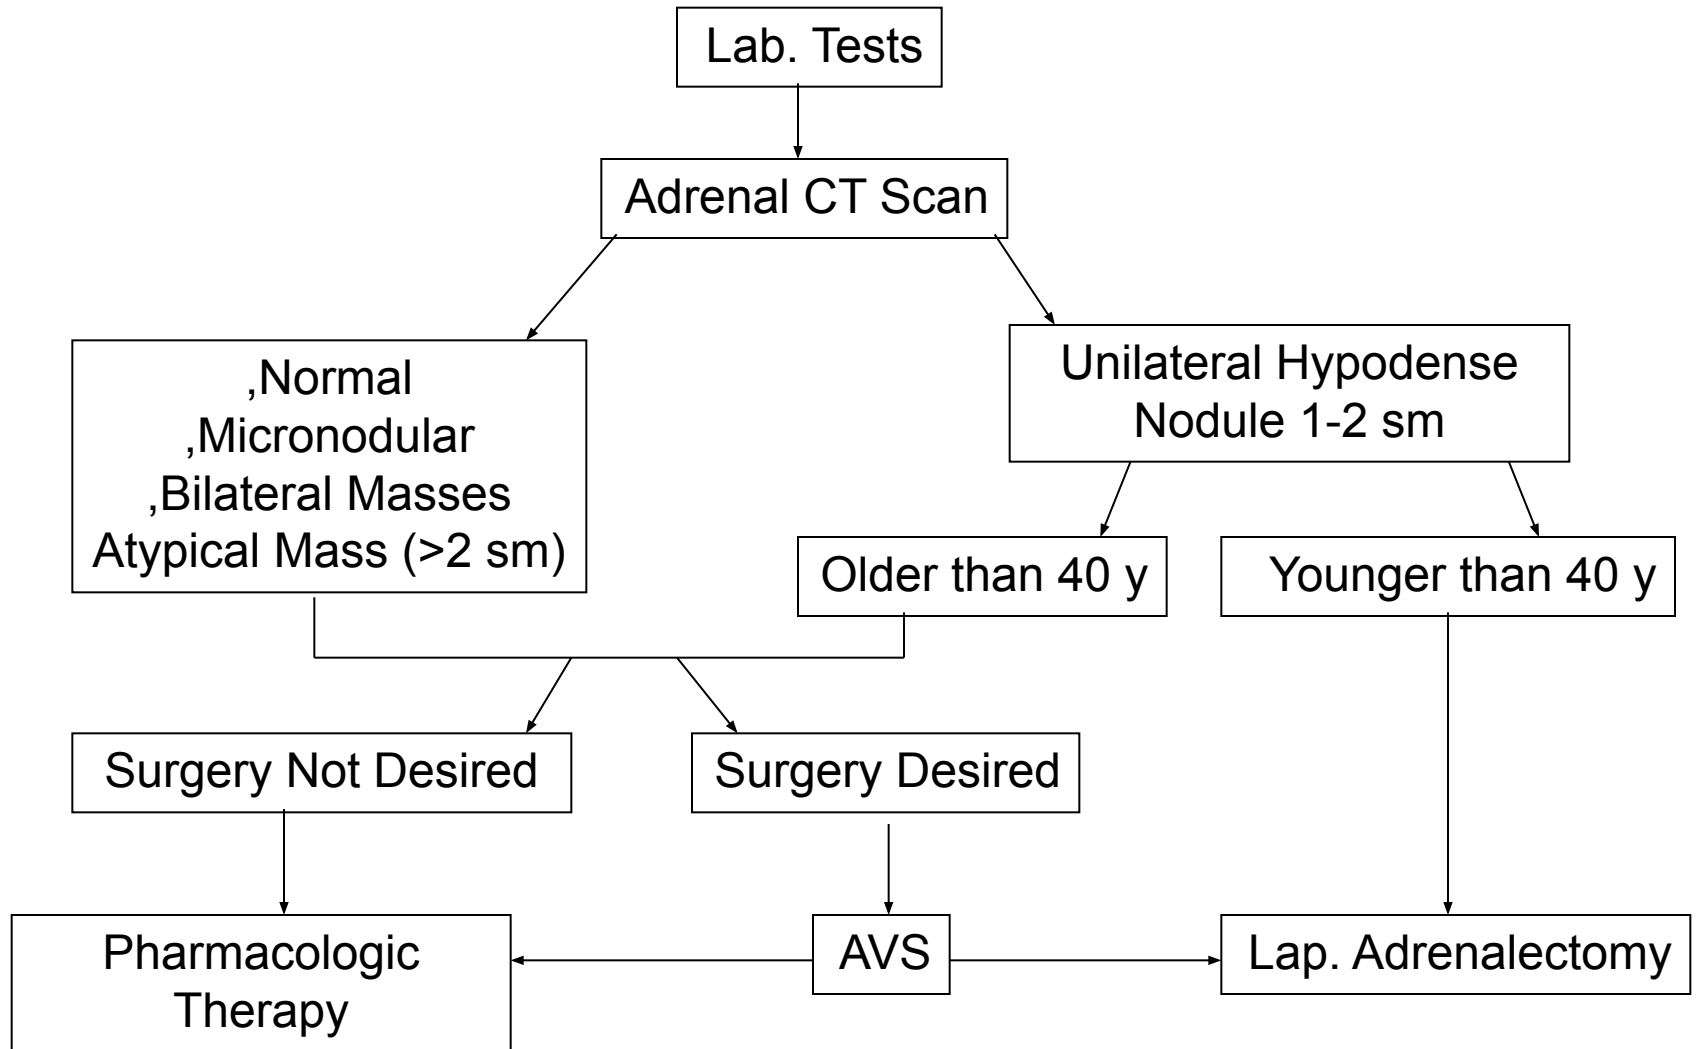 Lab. Tests
Adrenal CT Scan
,Normal
,Micronodular
,Bilateral Masses
Atypical Mass (>2 sm)
Unilateral Hypodense
Nodule 1-2 sm
Older than 40 y
Younger than 40 y
Surgery Not Desired
Surgery Desired
Pharmacologic
Therapy
AVS
Lap. Adrenalectomy